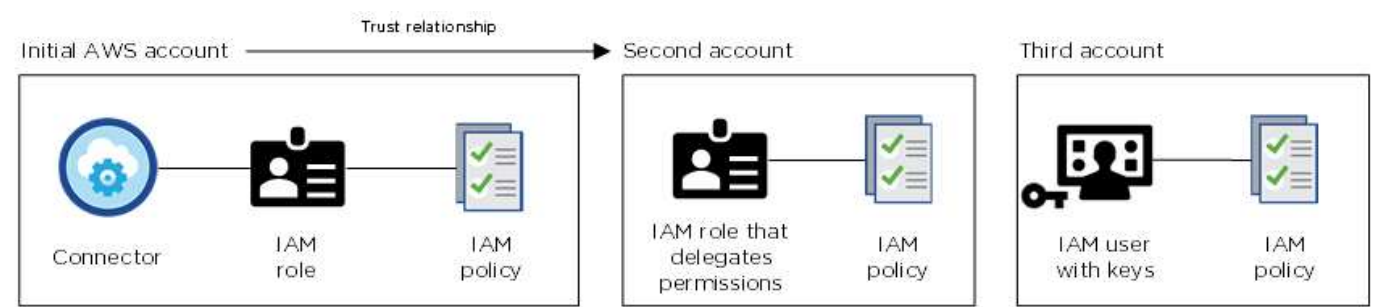 Trust relationship
Initial AWS account
Second account
Third account
Connector
IAM
role
IAM
policy
IAM role that
delegates
permissions
IAM
policy
IAM user
with keys
IAM
policy